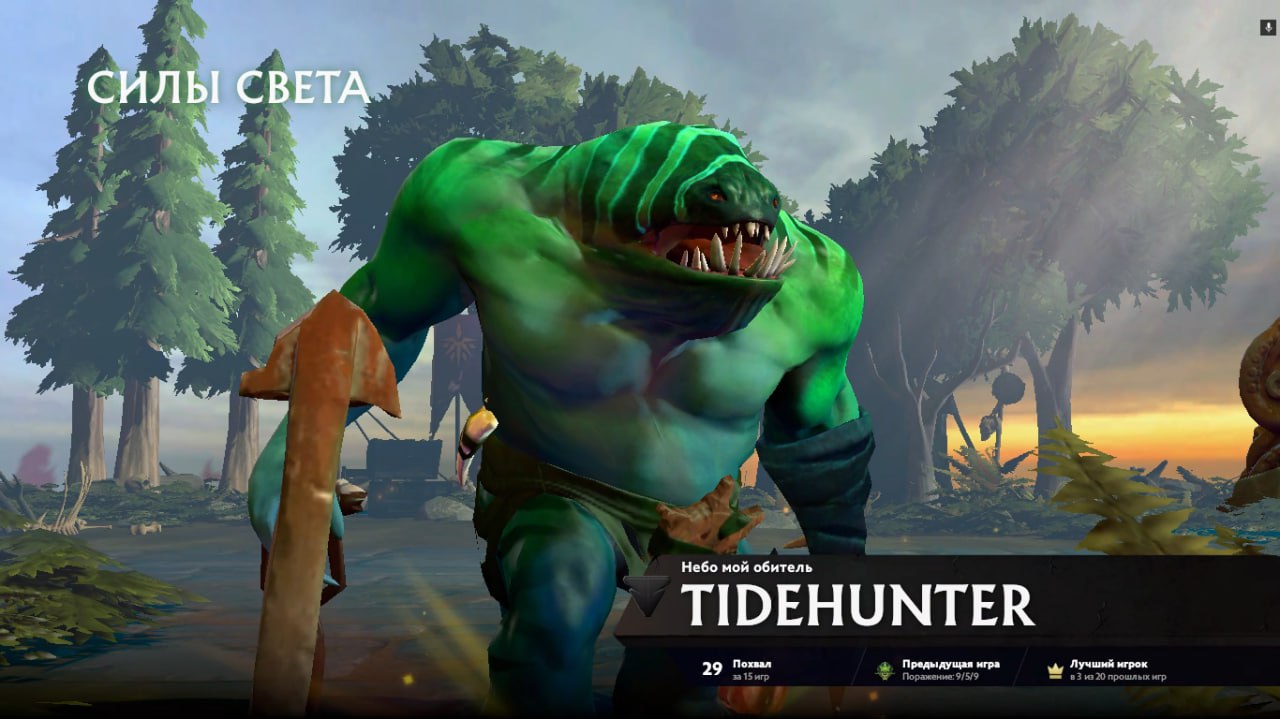 СИЛЫ СВЕТА
Небо мой обитель
TIDEHUNTER
29 Похвал
за 15 игр
Предыдущая игра
Поражение: 9/5/9
Лучший игрок
в 3 из 20 прошлых игр